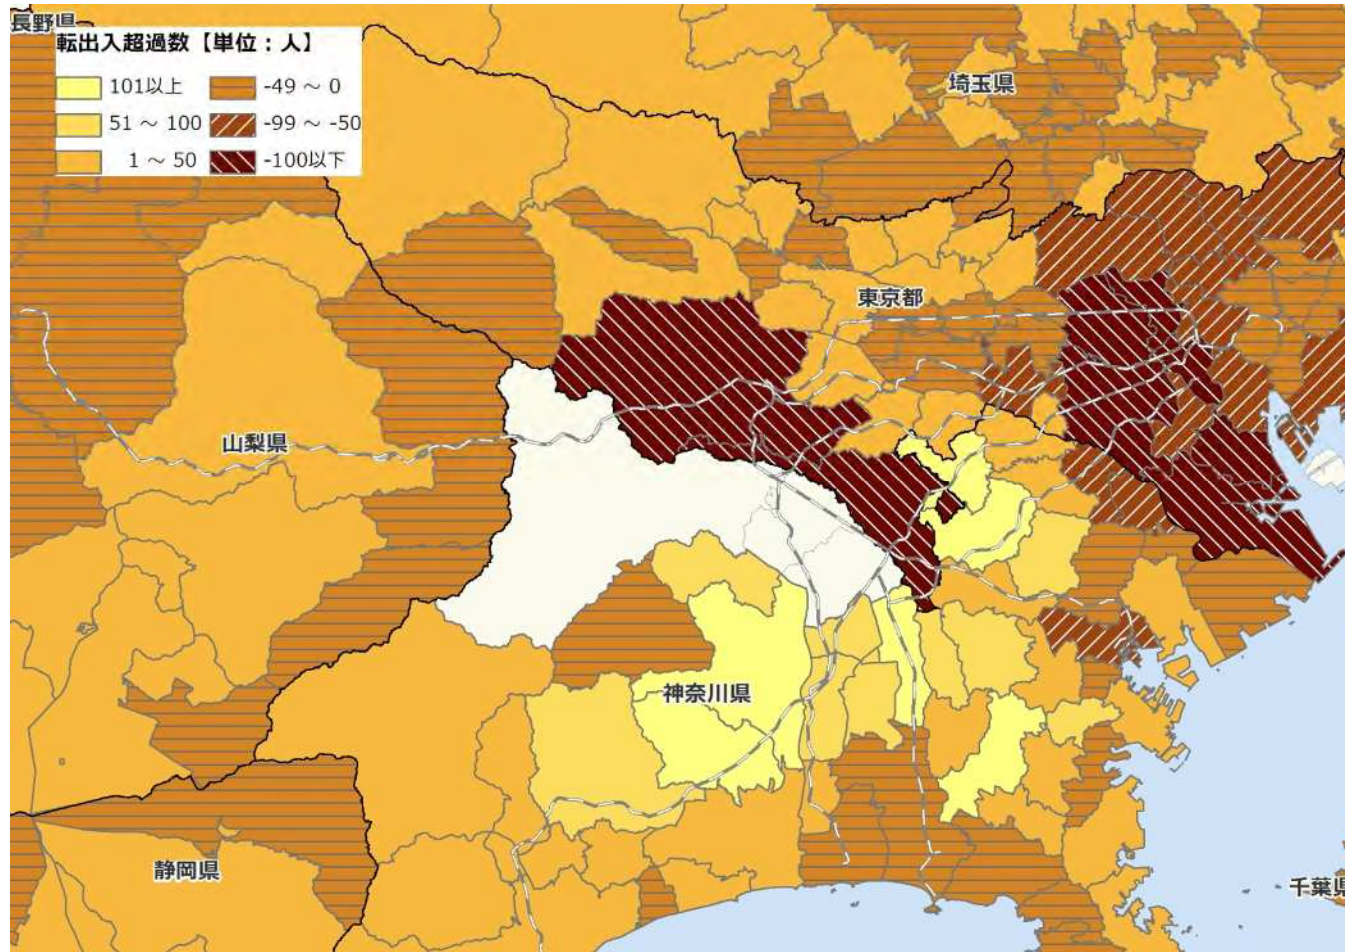 長野県
転出入超過数【単位：人】
101以上
-49 ～ 0
51 ～ 100
-99 ～ -50
1 ～ 50
-100以下
埼玉県
東京都
山梨県
神奈川県
静岡県
千葉県